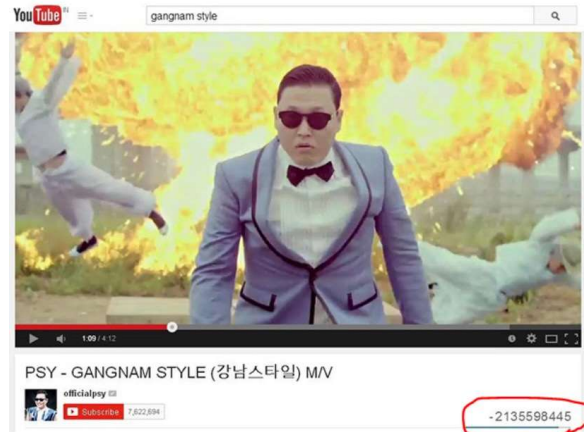 YouTube
gangnam style
1:09 / 4:12
PSY - GANGNAM STYLE (강남스타일) M/V
officialpsy
Subscribe 7,622,694
-2135598445